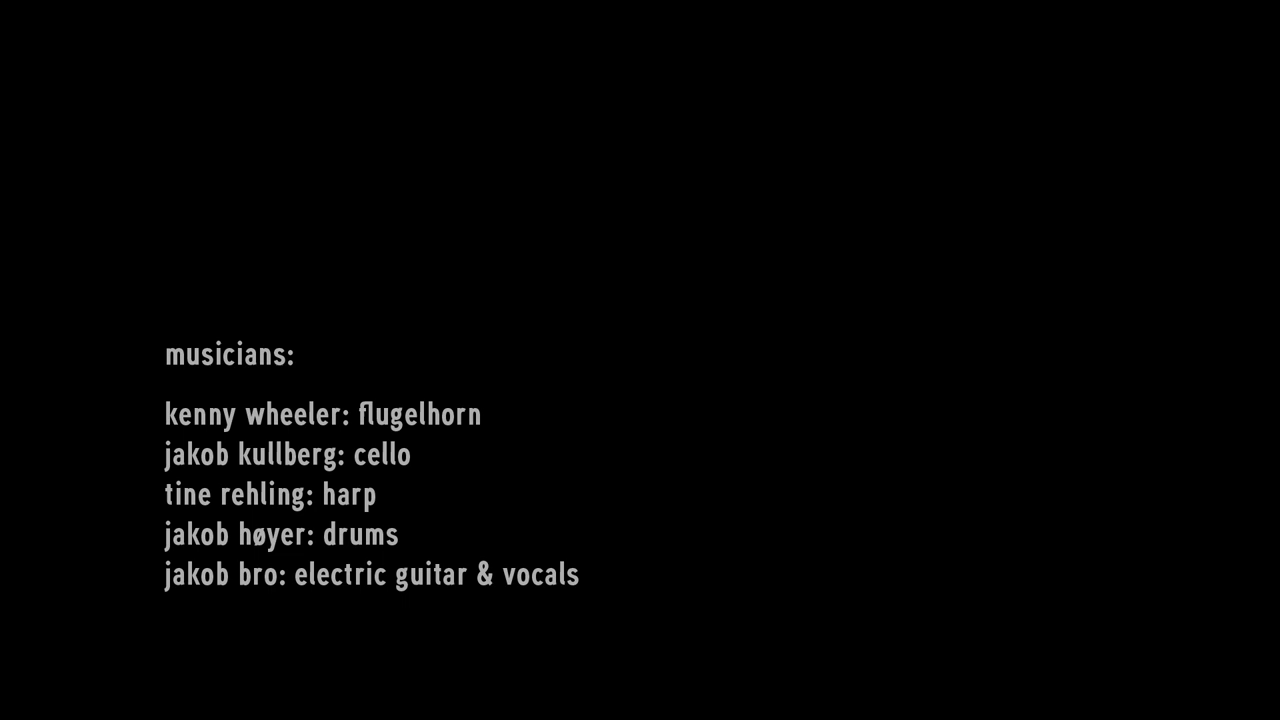 musicians:
kenny wheeler: flugelhorn
jakob kullberg: cello
tine rehling: harp
jakob høyer: drums
jakob bro: electric guitar & vocals